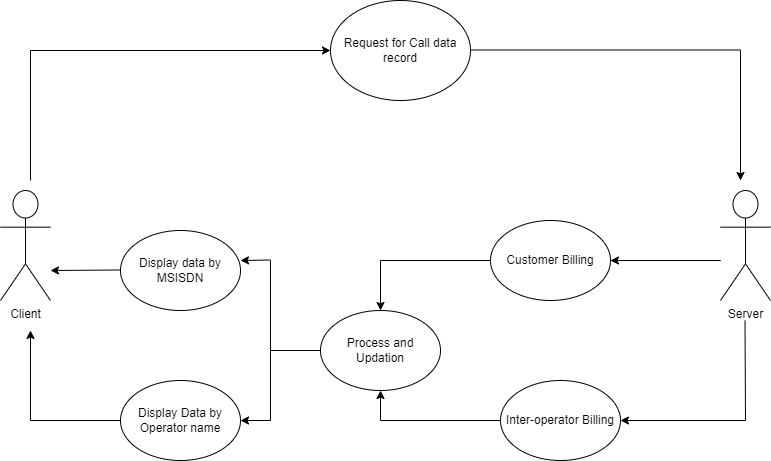 Request for Call data
record
Display data by
MSISDN
Customer Billing
Client
Server
Process and
Updation
Display Data by
Operator name
Inter-operator Billing